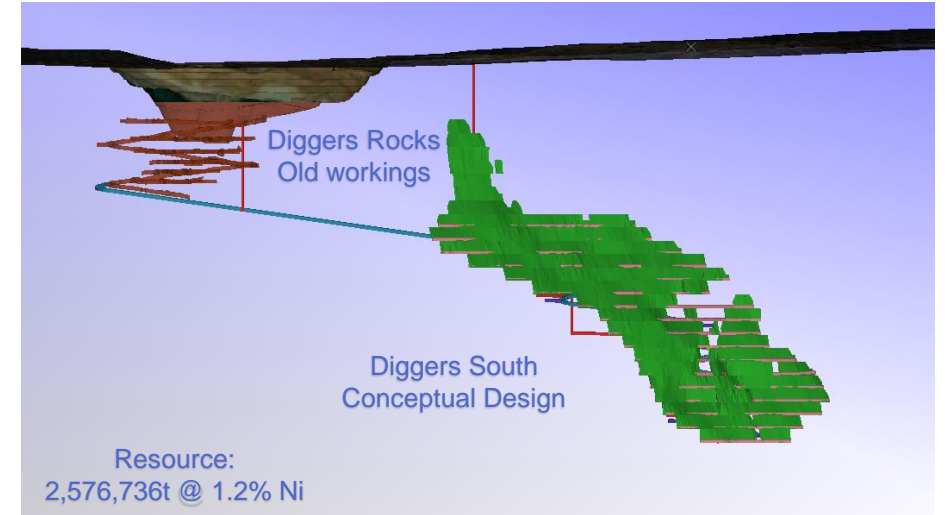 Diggers Rocks
Old workings
Diggers South
Conceptual Design
Resource:
2,576,736t @ 1.2% Ni